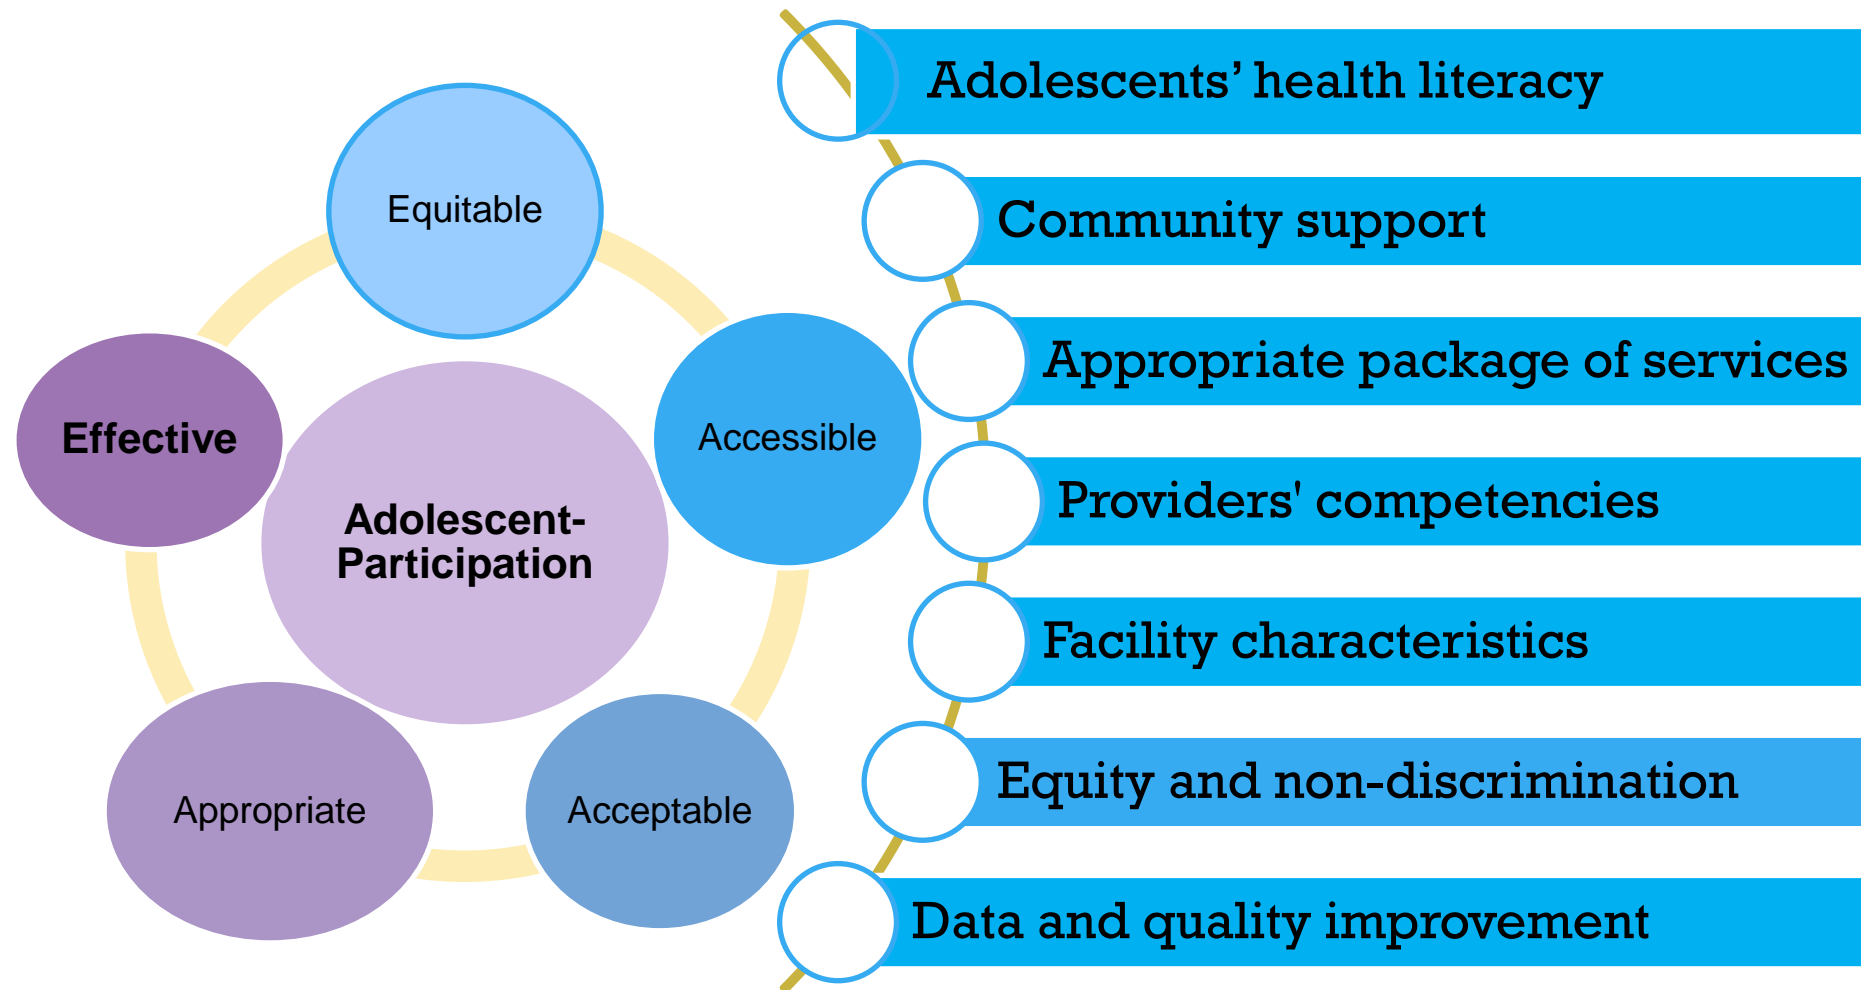 Equitable
Effective
Accessible
Adolescent-
Participation
Appropriate
Acceptable
Adolescents’ health literacy
Community support
Appropriate package of services
Providers' competencies
Facility characteristics
Equity and non-discrimination
Data and quality improvement